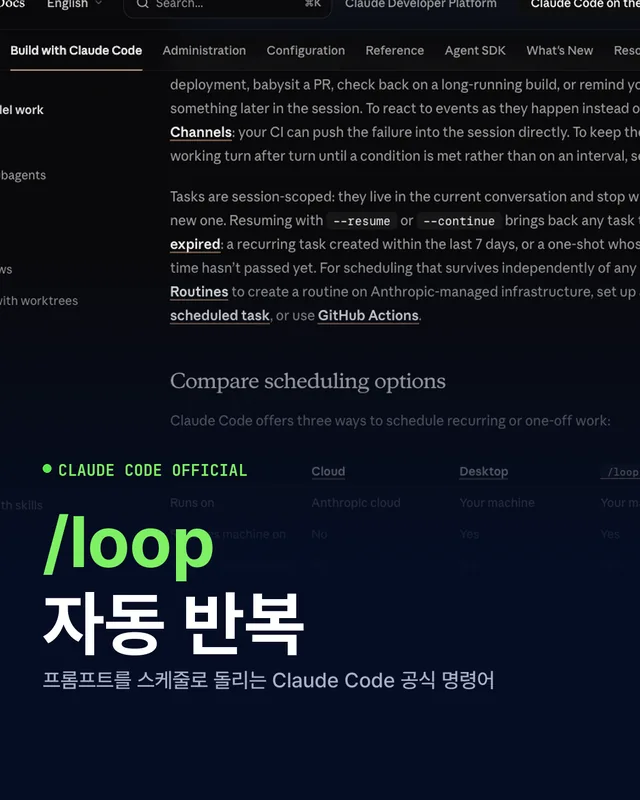 Docs English Search... ⌘K Claude Developer Platform Claude Code on the
Build with Claude Code Administration Configuration Reference Agent SDK What's New
deployment, babysit a PR, check back on a long-running build, or remind
something later in the session. To react to events as they happen instead
Channels: your CI can push the failure into the session directly. To keep the
working turn after turn until a condition is met rather than on an interval,
Tasks are session-scoped: they live in the current conversation and stop
new one. Resuming with --resume or --continue brings back any task
expired: a recurring task created within the last 7 days, or a one-shot
time hasn't passed yet. For scheduling that survives independently of any
Routines to create a routine on Anthropic-managed infrastructure, set up
scheduled task, or use GitHub Actions.
work
with worktrees
Compare scheduling options
Claude Code offers three ways to schedule recurring or one-off work:
CLAUDE CODE OFFICIAL
Cloud Desktop /loop
skills
Runs on Anthropic cloud Your machine Your
machine on No Yes Yes
/loop
자동 반복
프롬프트를 스케줄로 돌리는 Claude Code 공식 명령어